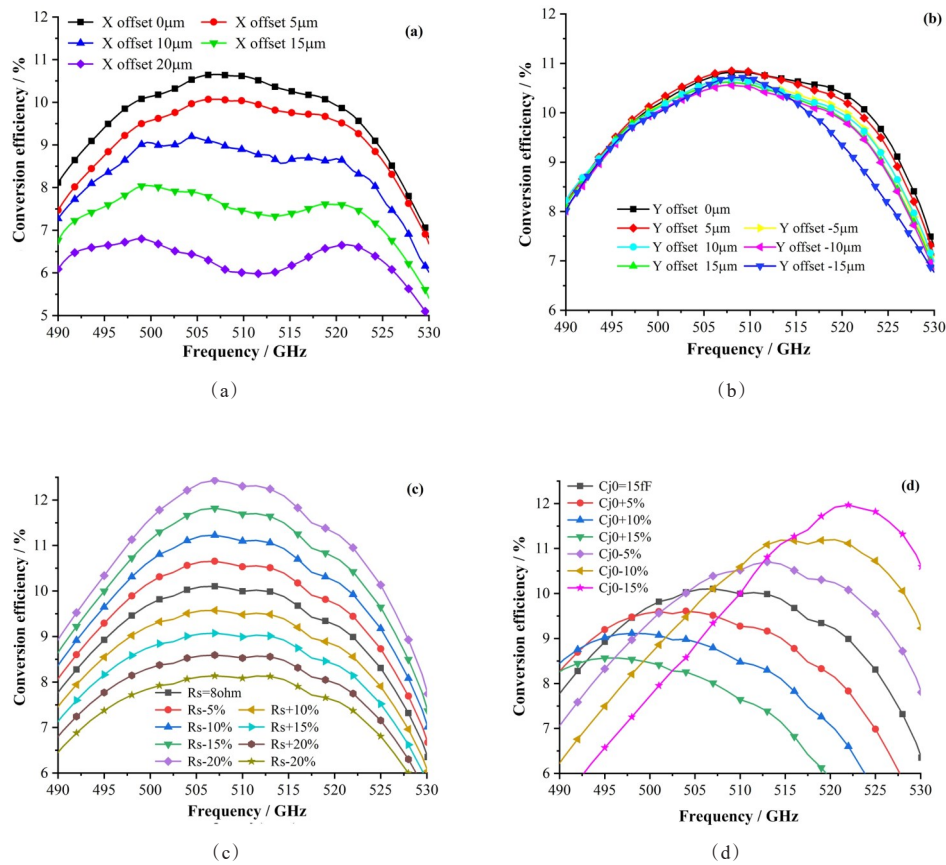 X offset 0μm X offset 5μm
X offset 10μm X offset 15μm
X offset 20μm
(a)
12
11
10
9
8
7
6
5
Conversion efficiency / %
490 495 500 505 510 515 520 525 530
Frequency / GHz
(a)
(b)
12
11
10
9
8
7
6
Conversion efficiency / %
Y offset 0μm
Y offset 5μm Y offset -5μm
Y offset 10μm Y offset -10μm
Y offset 15μm Y offset -15μm
490 495 500 505 510 515 520 525 530
Frequency / GHz
(b)
(c)
12
11
10
9
8
7
6
Conversion efficiency / %
Rs=8ohm
Rs-5% Rs+10%
Rs-10% Rs+15%
Rs-15% Rs+20%
Rs-20% Rs-20%
490 495 500 505 510 515 520 525 530
(c)
Cj0=15fF
Cj0+5%
Cj0+10%
Cj0+15%
Cj0-5%
Cj0-10%
Cj0-15%
(d)
12
11
10
9
8
7
6
Conversion efficiency / %
490 495 500 505 510 515 520 525 530
Frequency / GHz
(d)